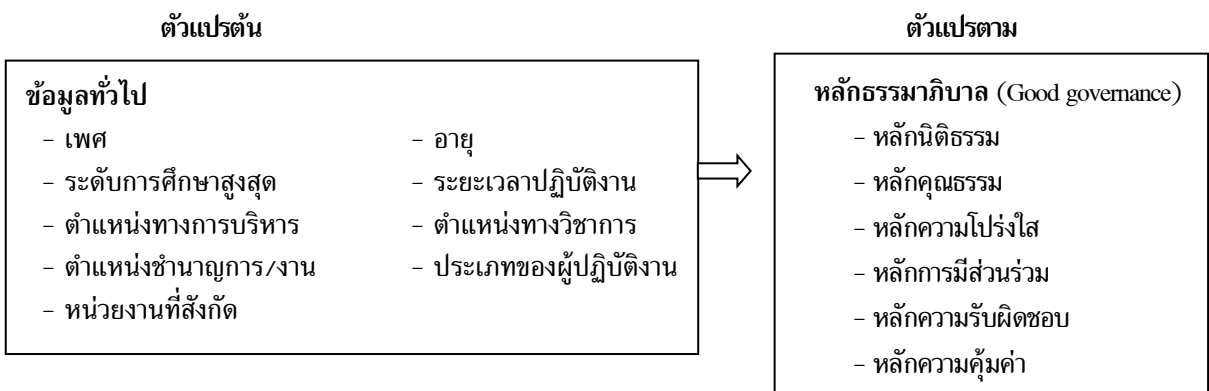 ตัวแปรต้น
ข้อมูลทั่วไป
- เพศ - อายุ
- ระดับการศึกษาสูงสุด - ระยะเวลาปฏิบัติงาน
- ตำแหน่งทางการบริหาร - ตำแหน่งทางวิชาการ
- ตำแหน่งชำนาญการ/งาน - ประเภทของผู้ปฏิบัติงาน
- หน่วยงานที่สังกัด
ตัวแปรตาม
หลักธรรมาภิบาล (Good governance)
- หลักนิติธรรม
- หลักคุณธรรม
- หลักความโปร่งใส
- หลักการมีส่วนร่วม
- หลักความรับผิดชอบ
- หลักความคุ้มค่า